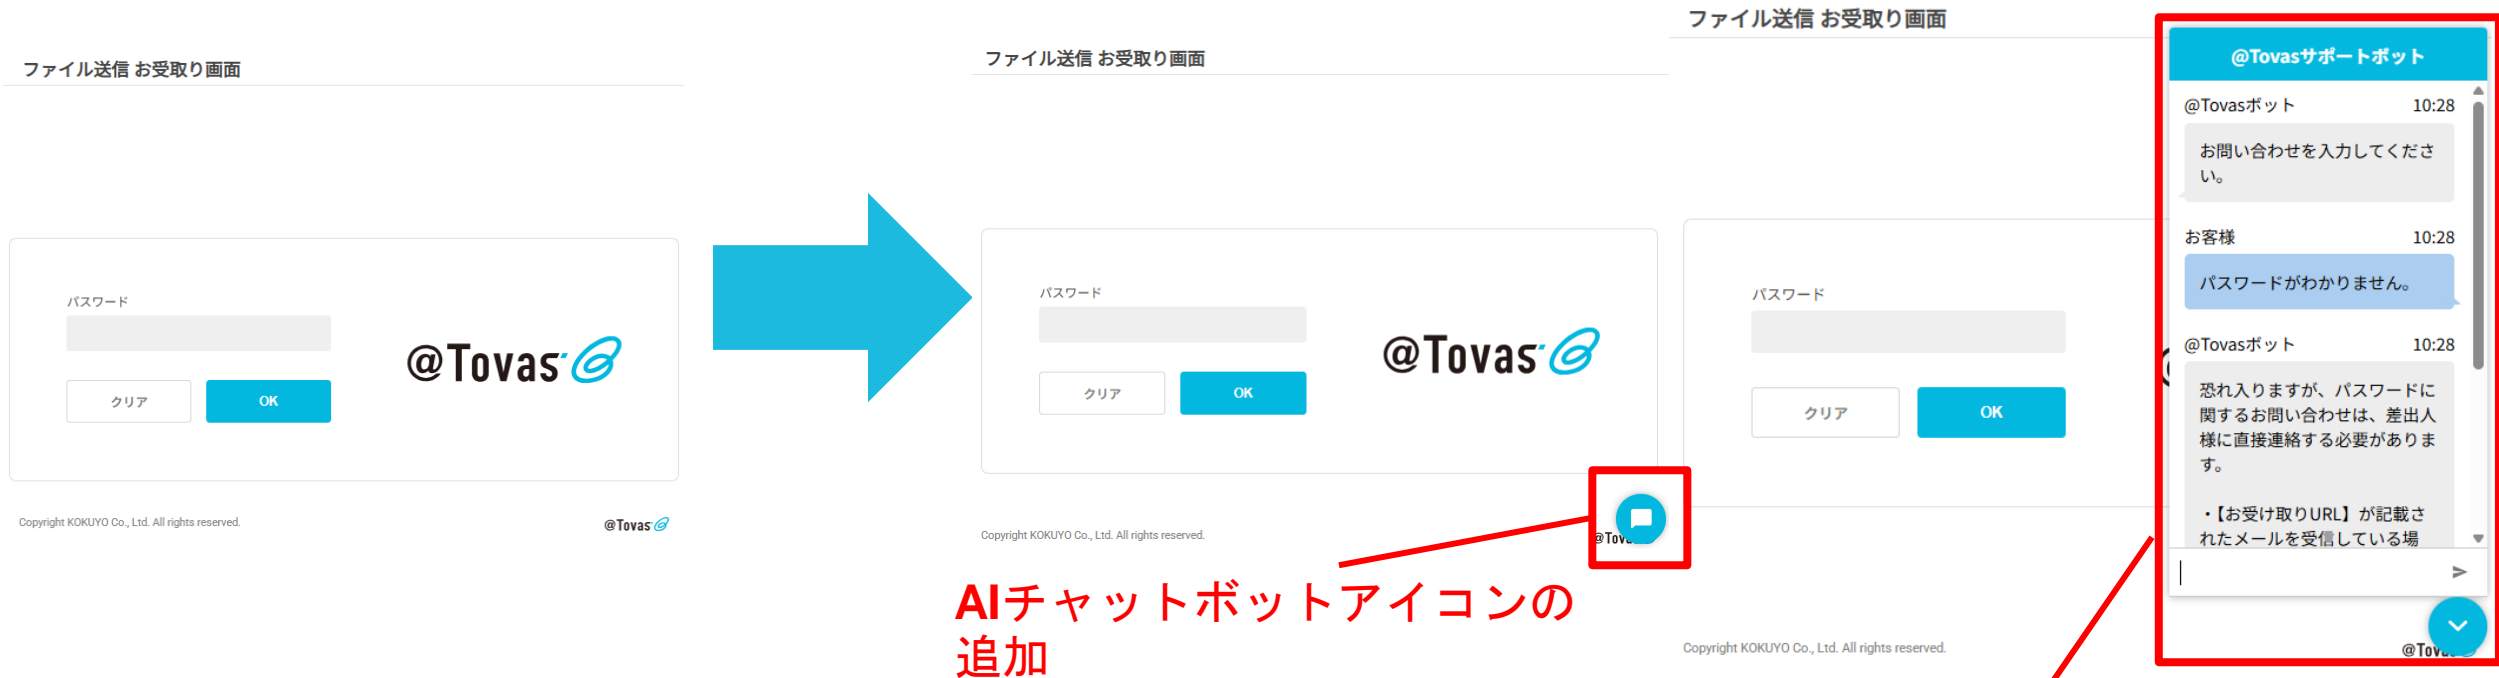 ファイル送信 お受取り画面
パスワード
クリア
OK
@Tovas
Copyright KOKUYO Co., Ltd. All rights reserved.
@Tovas
ファイル送信 お受取り画面
パスワード
クリア
OK
@Tovas
Copyright KOKUYO Co., Ltd. All rights reserved.
@Tov
AIチャットボットアイコンの
追加
ファイル送信 お受取り画面
パスワード
クリア
OK
Copyright KOKUYO Co., Ltd. All rights reserved.
@Tovasサポートボット
@Tovasボット 10:28
お問い合わせを入力してくださ
い。
お客様 10:28
パスワードがわかりません。
@Tovasボット 10:28
恐れ入りますが、パスワードに
関するお問い合わせは、差出人
様に直接連絡する必要がありま
す。
・【お受け取りURL】が記載さ
れたメールを受信している場
@Tov